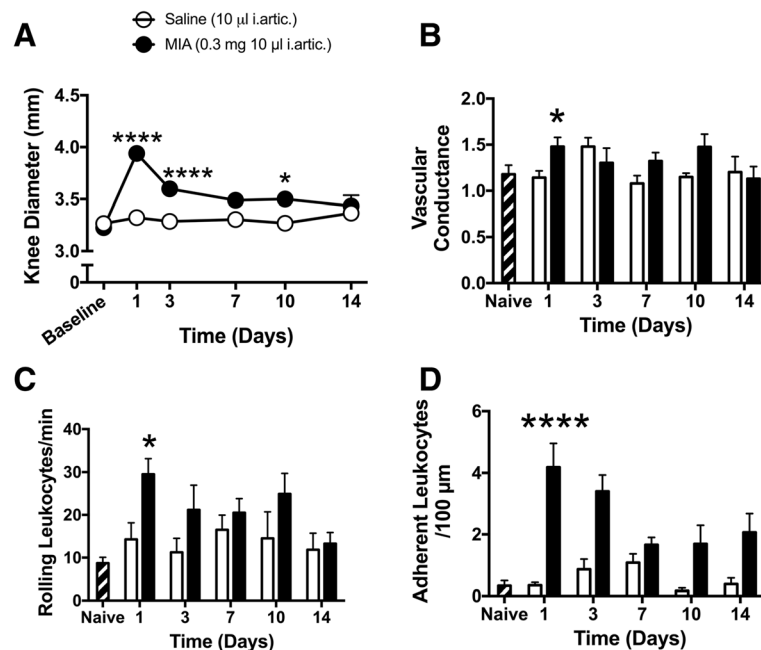 A
Saline (10 µl i.artic.)
MIA (0.3 mg 10 µl i.artic.)
Knee Diameter (mm)
4.5
4.0
3.5
3.0
0
****
****
*
Baseline 1 3 7 10 14
Time (Days)
B
Vascular
Conductance
2.0
1.5
1.0
0.5
0.0
*
Naive 1 3 7 10 14
Time (Days)
C
Rolling Leukocytes/min
40
30
20
10
0
*
Naive 1 3 7 10 14
Time (Days)
D
Adherent Leukocytes
/100 µm
6
4
2
0
****
Naive 1 3 7 10 14
Time (Days)